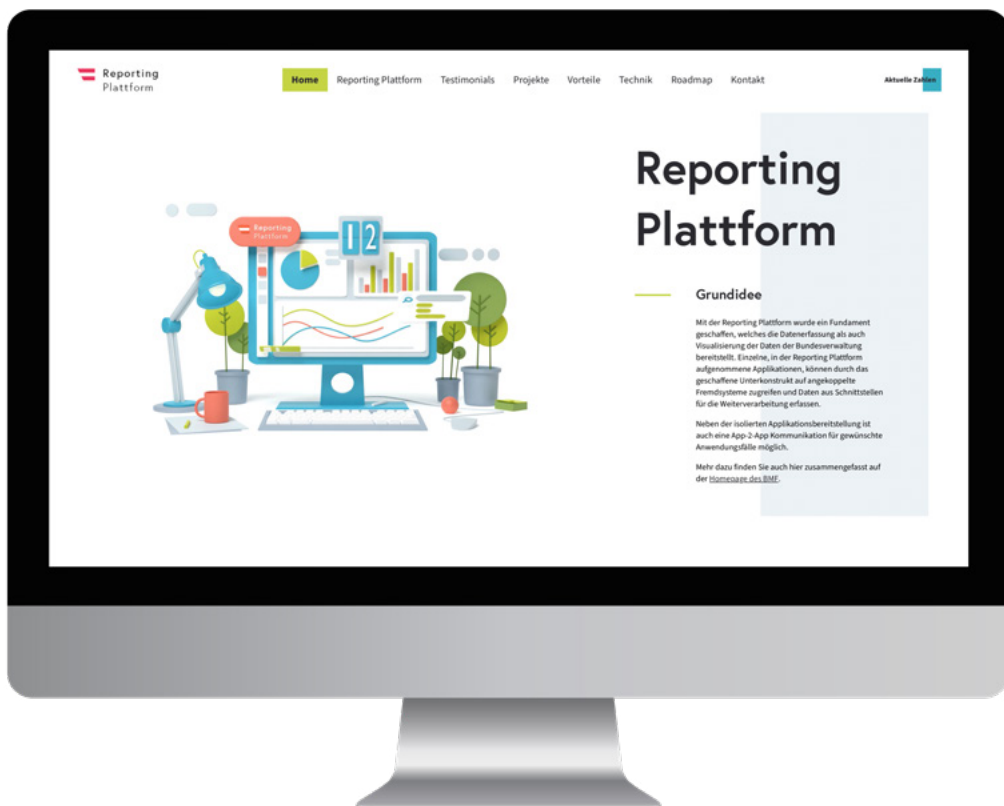 Reporting
Plattform
Home Reporting Plattform Testimonials Projekte Vorteile Technik Roadmap Kontakt
Aktuelle Zahlen
Reporting
Plattform
12
Reporting
Plattform
Grundidee
Mit der Reporting Plattform wurde ein Fundament
geschaffen, welches die Datenerfassung als auch
Visualisierung der Daten der Bundesverwaltung
bereitstellt. Einzelne, in der Reporting Plattform
aufgenommene Applikationen, können durch das
geschaffene Unterkonstrukt auf angekoppelte
Fremdsysteme zugreifen und Daten aus Schnittstellen
für die Weiterverarbeitung erfassen.
Neben der isolierten Applikationsbereitstellung ist
auch eine App-2-App Kommunikation für gewünschte
Anwendungsfälle möglich.
Mehr dazu finden Sie auch hier zusammengefasst auf
der Homepage des BMF.